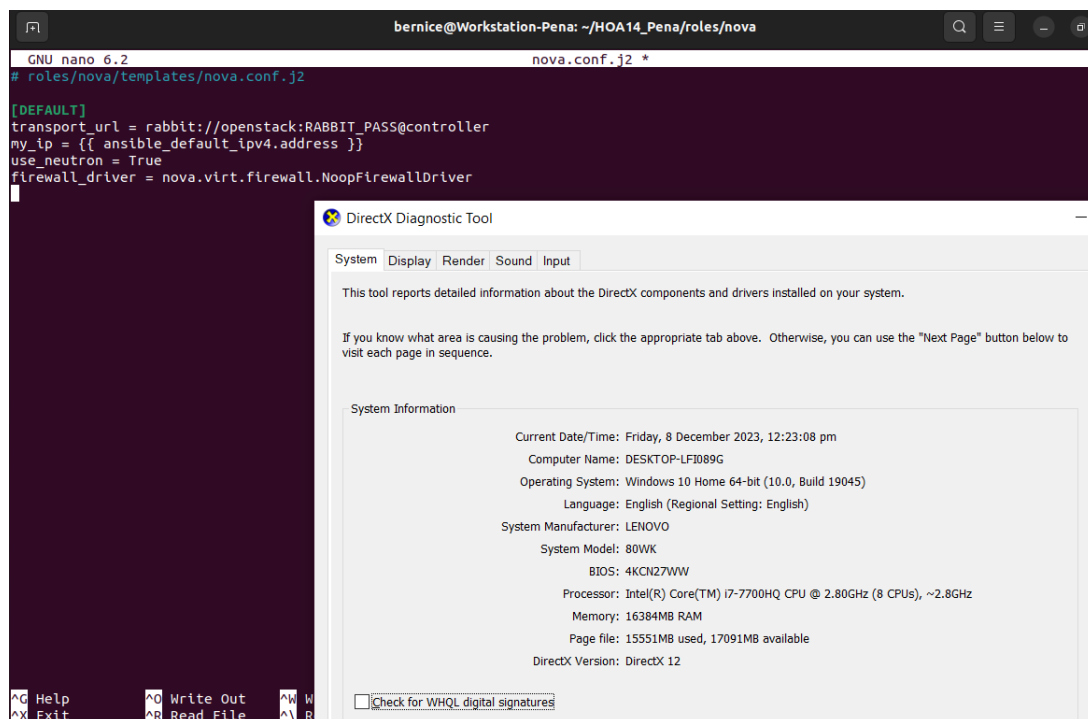 bernice@Workstation-Pena: ~/HOA14_Pena/roles/nova
GNU nano 6.2 nova.conf.j2 *
# roles/nova/templates/nova.conf.j2
[DEFAULT]
transport_url = rabbit://openstack:RABBIT_PASS@controller
my_ip = {{ ansible_default_ipv4.address }}
use_neutron = True
firewall_driver = nova.virt.firewall.NoopFirewallDriver
DirectX Diagnostic Tool
System Display Render Sound Input
This tool reports detailed information about the DirectX components and drivers installed on your system.
If you know what area is causing the problem, click the appropriate tab above. Otherwise, you can use the "Next Page" button below to
visit each page in sequence.
System Information
Current Date/Time: Friday, 8 December 2023, 12:23:08 pm
Computer Name: DESKTOP-LFI089G
Operating System: Windows 10 Home 64-bit (10.0, Build 19045)
Language: English (Regional Setting: English)
System Manufacturer: LENOVO
System Model: 80WK
BIOS: 4KCN27WW
Processor: Intel(R) Core(TM) i7-7700HQ CPU @ 2.80GHz (8 CPUs), ~2.8GHz
Memory: 16384MB RAM
Page file: 15551MB used, 17091MB available
DirectX Version: DirectX 12
Check for WHQL digital signatures
^G Help ^O Write Out ^W W
^X Exit ^R Read File ^\ R